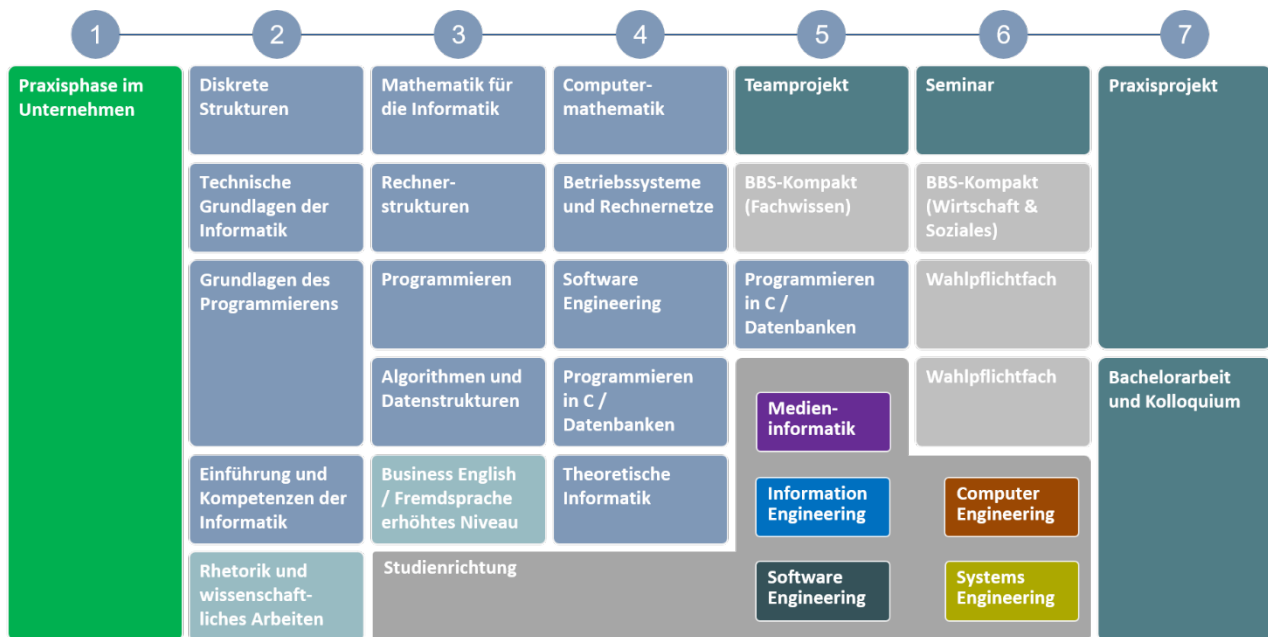 1
2
3
4
5
6
7
Praxisphase im
Unternehmen
Diskrete
Strukturen
Mathematik für
die Informatik
Computer-
mathematik
Teamprojekt
Seminar
Praxisprojekt
Technische
Grundlagen der
Informatik
Rechner-
strukturen
Betriebssysteme
und Rechnernetze
BBS-Kompakt
(Fachwissen)
BBS-Kompakt
(Wirtschaft &
Soziales)
Grundlagen des
Programmierens
Programmieren
Software
Engineering
Programmieren
in C /
Datenbanken
Wahlpflichtfach
Algorithmen und
Datenstrukturen
Programmieren
in C /
Datenbanken
Medien-
informatik
Wahlpflichtfach
Bachelorarbeit
und Kolloquium
Einführung und
Kompetenzen der
Informatik
Business English
/ Fremdsprache
erhöhtes Niveau
Theoretische
Informatik
Information
Engineering
Computer
Engineering
Rhetorik und
wissenschaft-
liches Arbeiten
Studienrichtung
Software
Engineering
Systems
Engineering